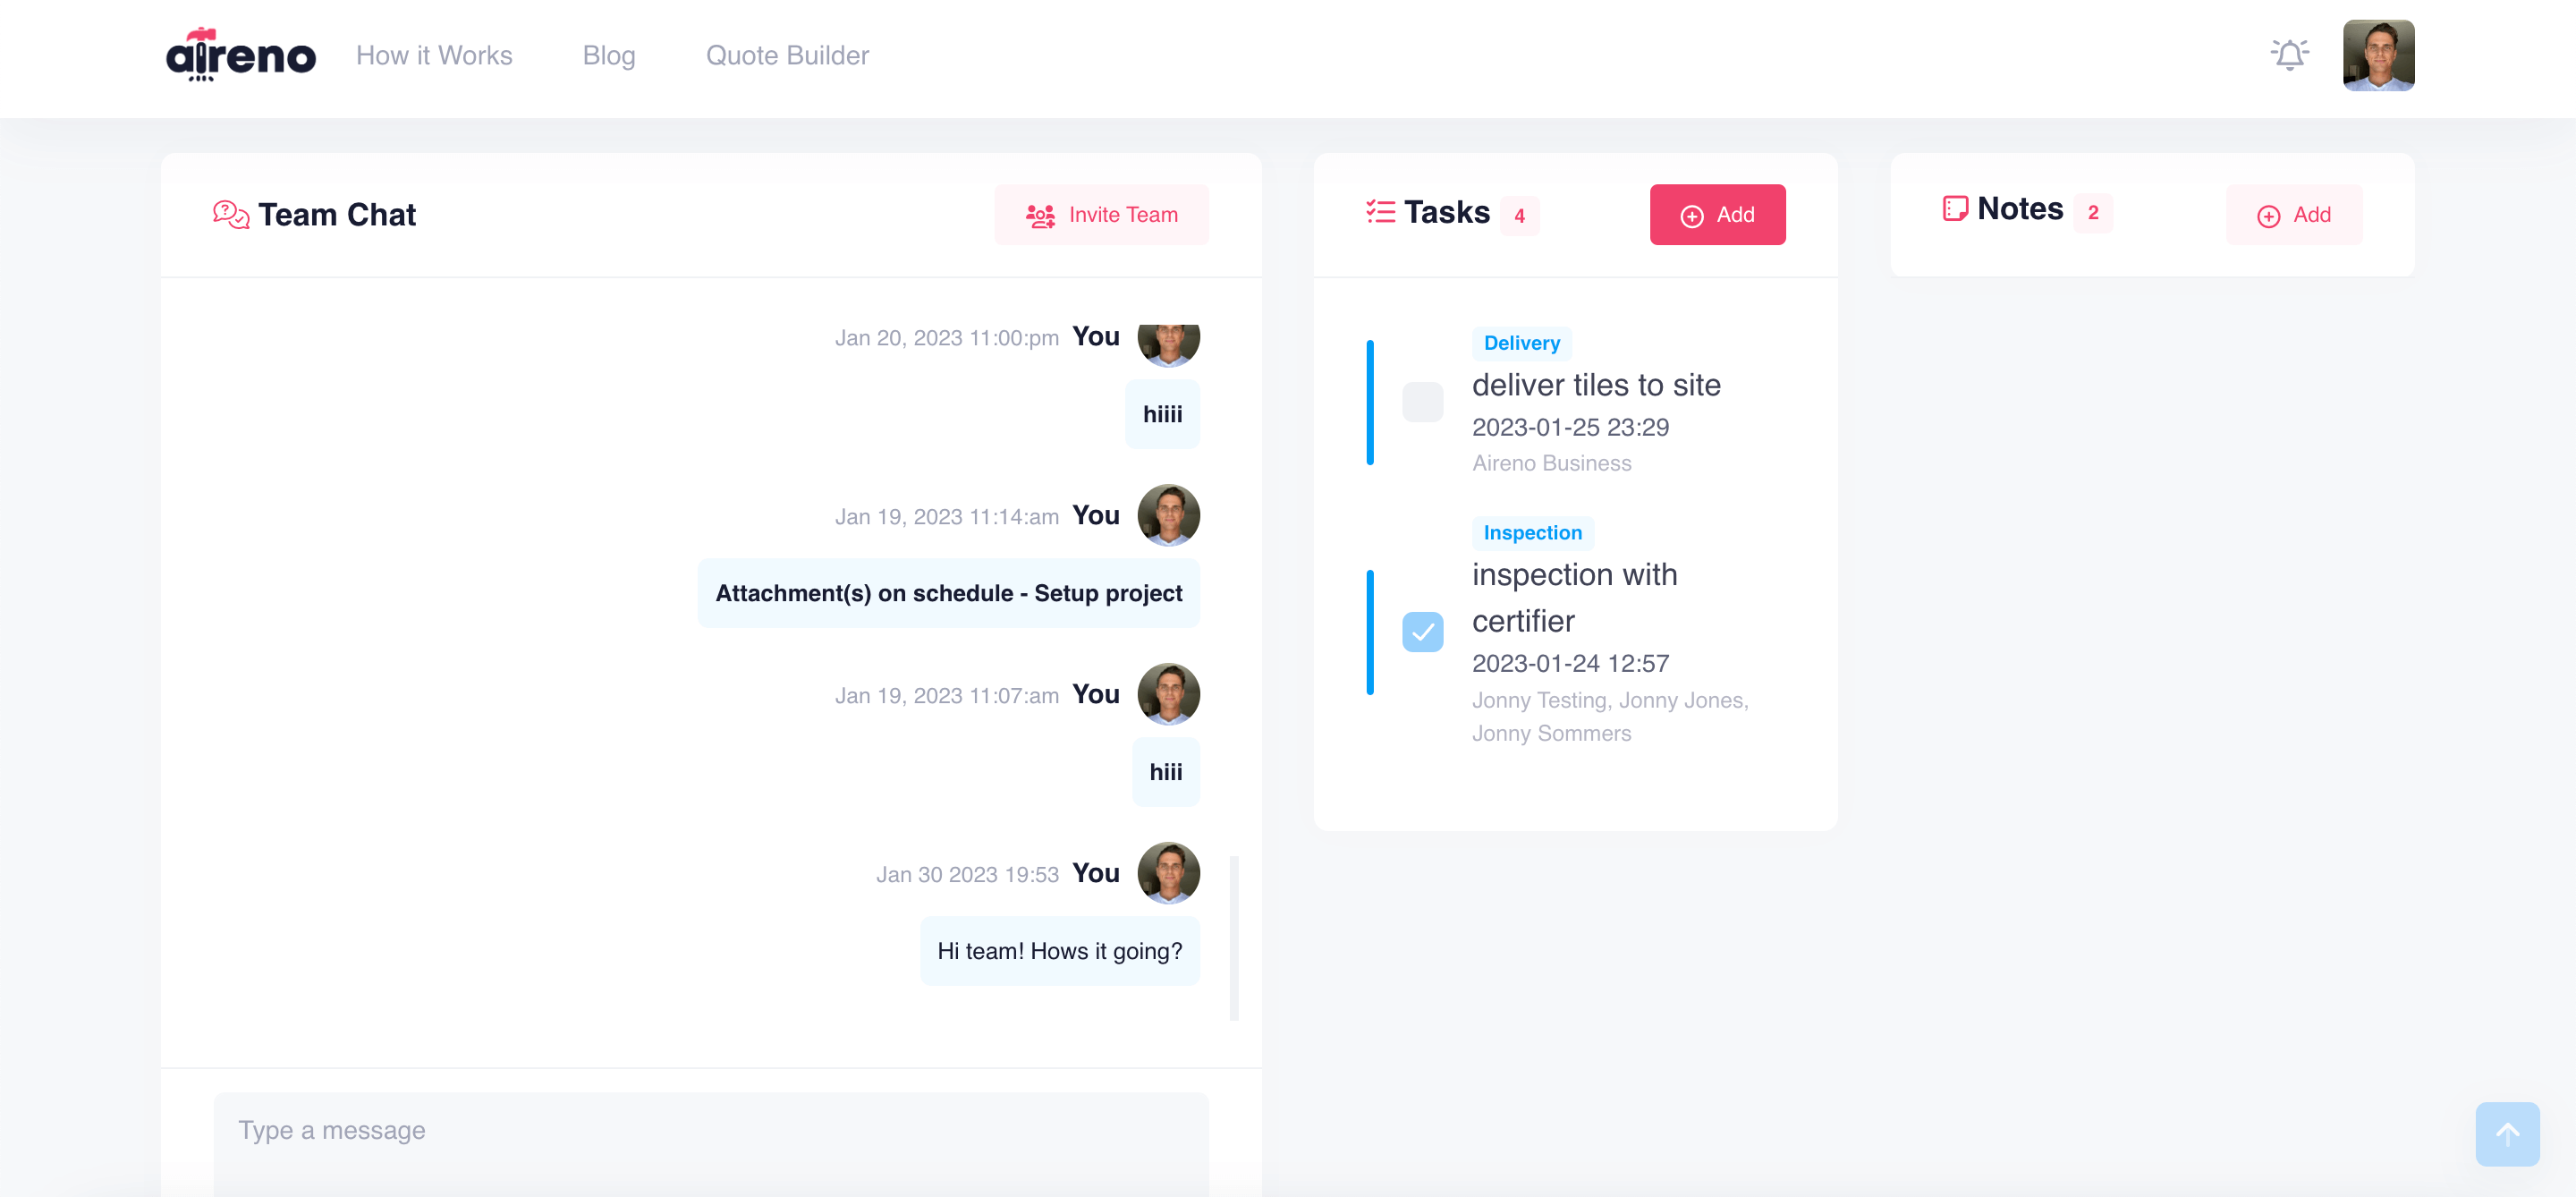 aireno
How it Works
Blog
Quote Builder
Team Chat
Invite Team
Jan 20, 2023 11:00:pm You
hiiii
Jan 19, 2023 11:14:am You
Attachment(s) on schedule - Setup project
Jan 19, 2023 11:07:am You
hiii
Jan 30 2023 19:53 You
Hi team! Hows it going?
Type a message
Tasks 4
Add
Delivery
deliver tiles to site
2023-01-25 23:29
Aireno Business
Inspection
inspection with
certifier
2023-01-24 12:57
Jonny Testing, Jonny Jones,
Jonny Sommers
Notes 2
Add